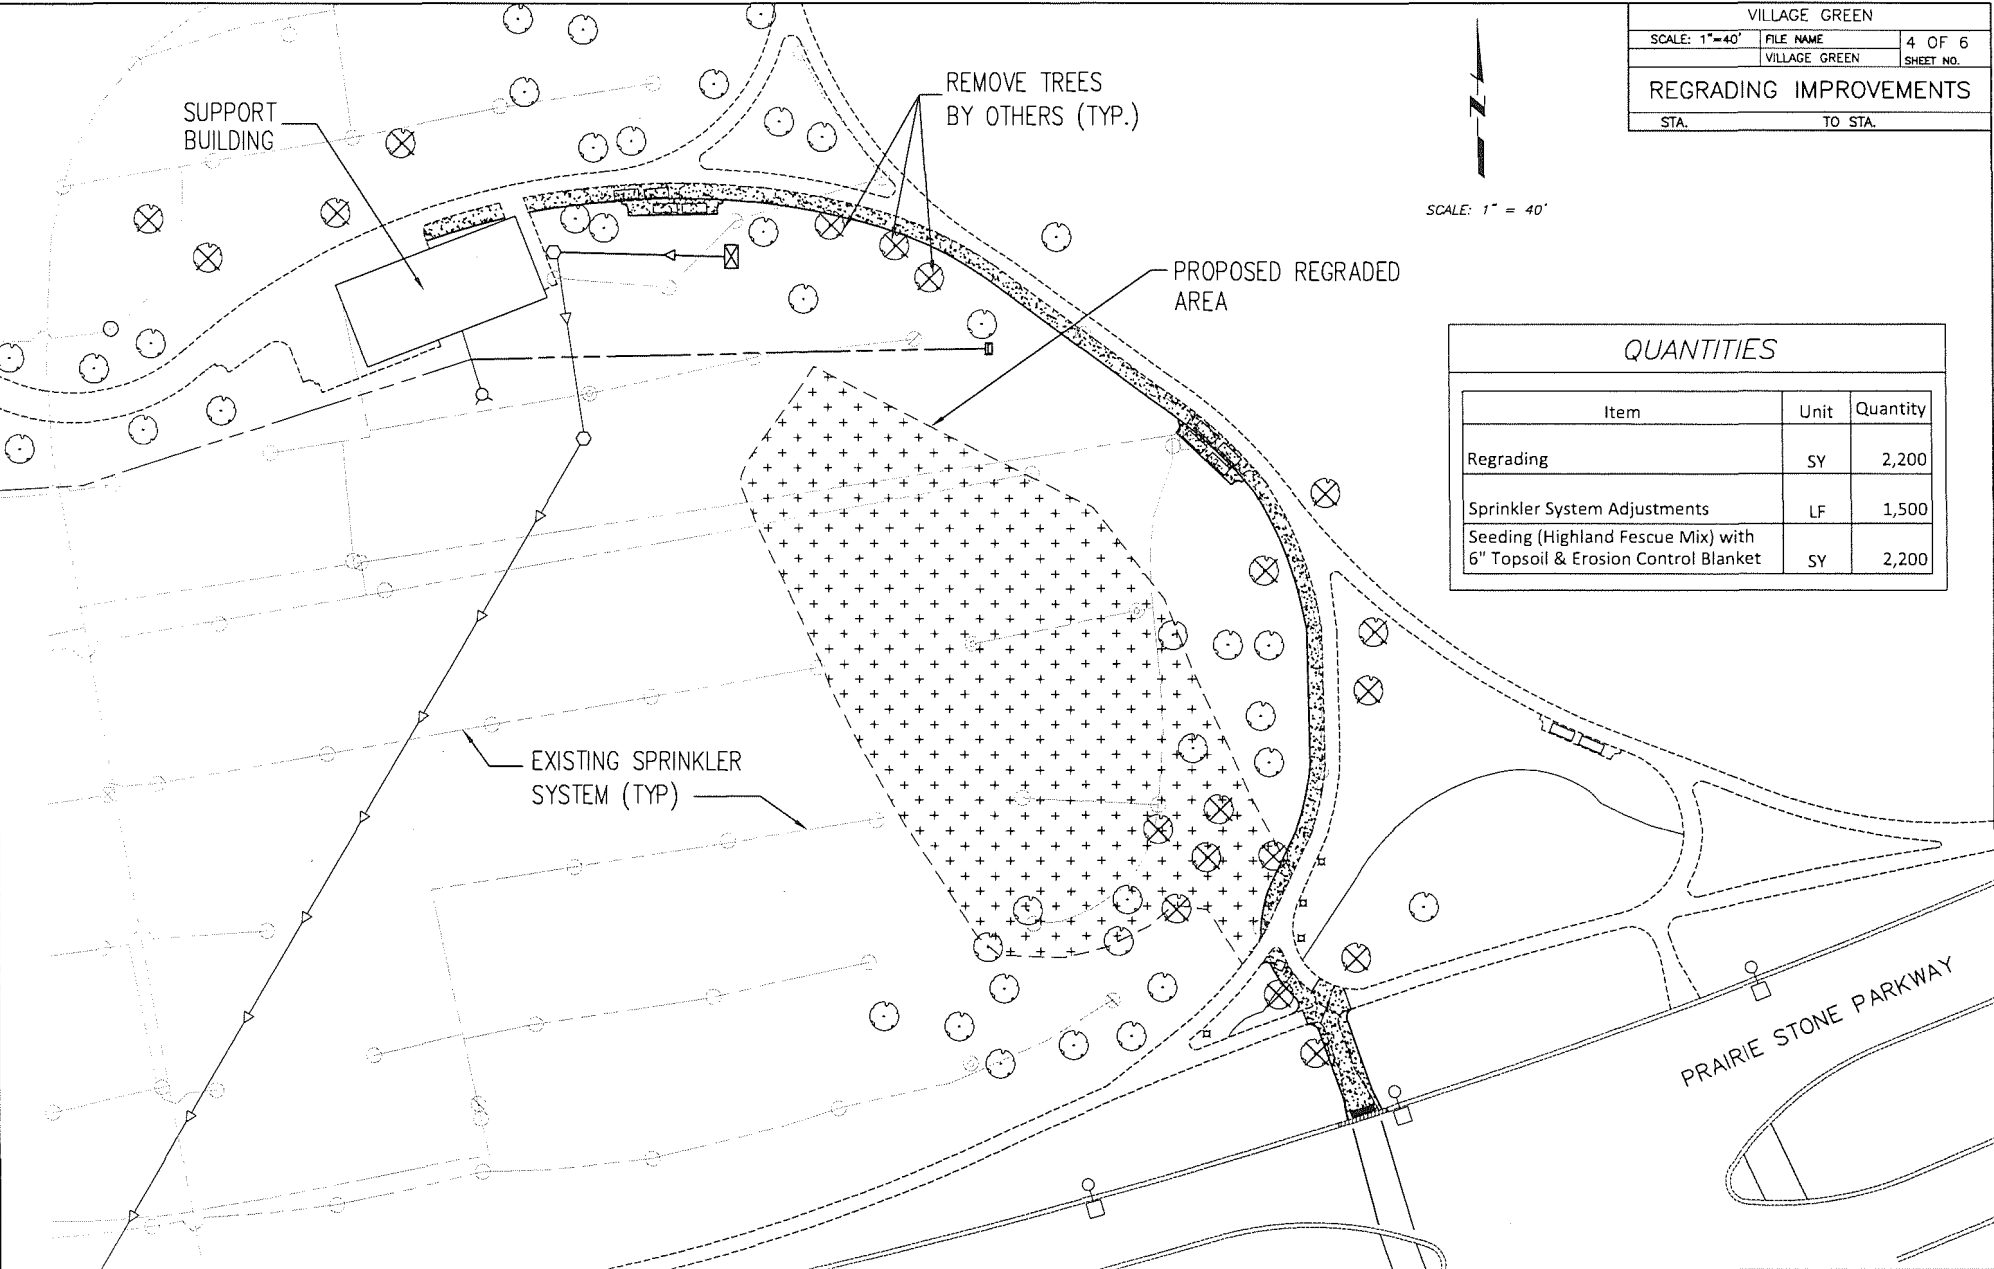 VILLAGE GREEN
SCALE: 1"=40' FILE NAME 4 OF 6
VILLAGE GREEN SHEET NO.
REGRADING IMPROVEMENTS
STA. TO STA.
SUPPORT
BUILDING
REMOVE TREES
BY OTHERS (TYP.)
N
SCALE: 1" = 40'
PROPOSED REGRADED
AREA
QUANTITIES
Item Unit Quantity
Regrading SY 2,200
Sprinkler System Adjustments LF 1,500
Seeding (Highland Fescue Mix) with
6" Topsoil & Erosion Control Blanket SY 2,200
EXISTING SPRINKLER
SYSTEM (TYP)
PRAIRIE STONE PARKWAY